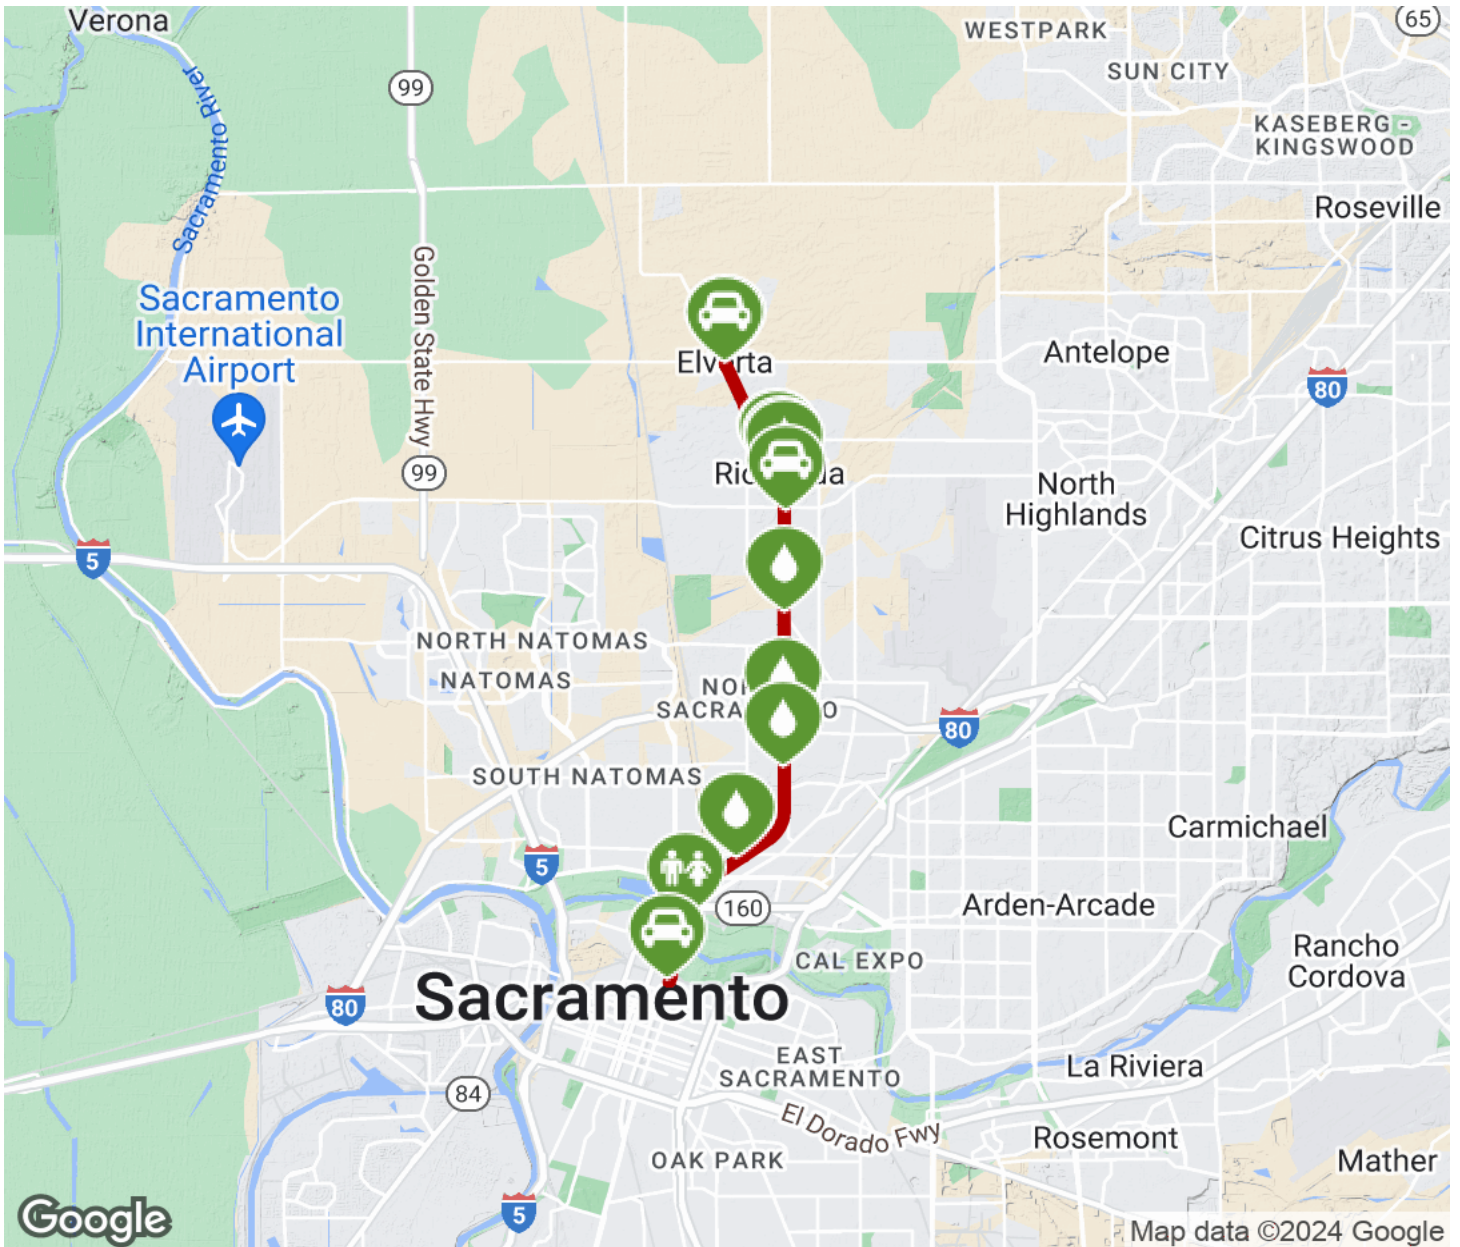 Verona
WESTPARK
65
SUN CITY
99
KASEBERG -
KINGSWOOD
Sacramento River
Roseville
Golden State Hwy
Sacramento
International
Airport
Elverta
Antelope
80
99
North
Highlands
Citrus Heights
5
NORTH NATOMAS
NATOMAS
80
SOUTH NATOMAS
Carmichael
5
160
Arden-Arcade
CAL EXPO
Rancho
Cordova
Sacramento
80
EAST
SACRAMENTO
La Riviera
84
El Dorado Fwy
Rosemont
OAK PARK
Mather
5
Google
Map data ©2024 Google